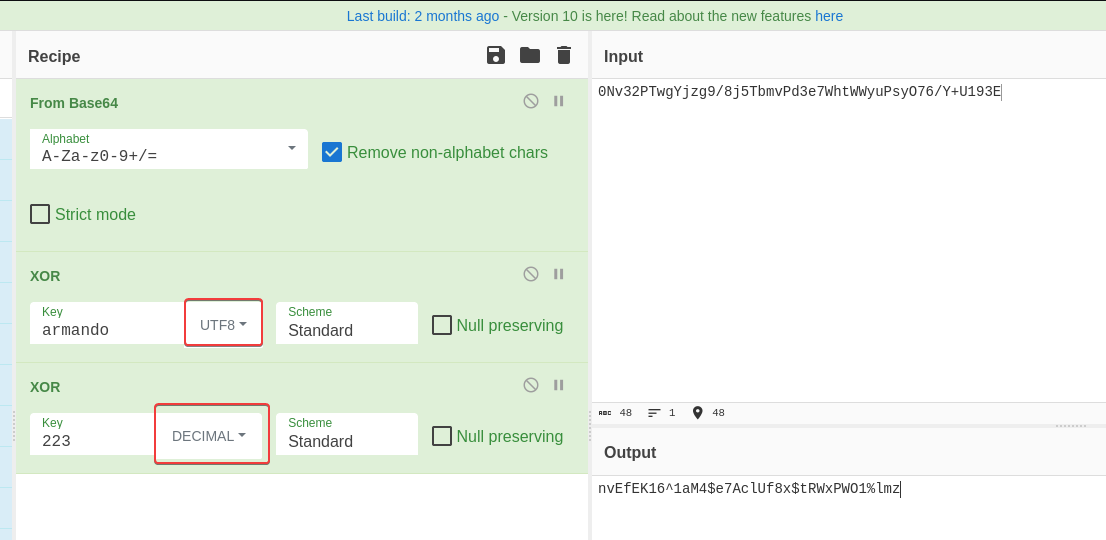 Last build: 2 months ago - Version 10 is here! Read about the new features here
Recipe
From Base64
Alphabet
A-Za-z0-9+/=
Remove non-alphabet chars
Strict mode
XOR
Key
armando
UTF8
Scheme
Standard
Null preserving
XOR
Key
223
DECIMAL
Scheme
Standard
Null preserving
Input
0Nv32PTwgYjzg9/8j5TbmvPd3e7WhtWWyuPsyO76/Y+U193E
ABC 48 1 48
Output
nvEfEK16^1aM4$e7AclUf8x$tRWxPWO1%lmz